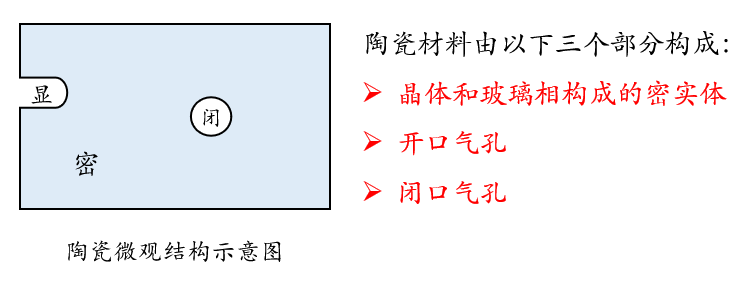 显
闭
密
陶瓷微观结构示意图
陶瓷材料由以下三个部分构成：
➢ 晶体和玻璃相构成的密实体
➢ 开口气孔
➢ 闭口气孔